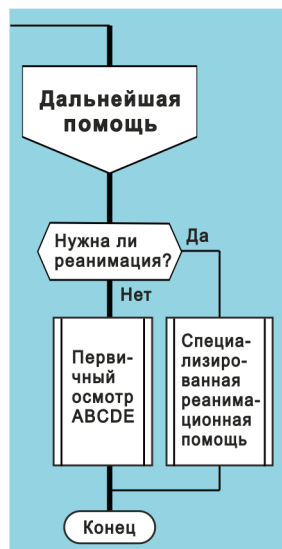 Дальнейшая
помощь
Нужна ли
реанимация?
Да
Нет
Перви-
чный
осмотр
ABCDE
Специа-
лизиро-
ванная
реанима-
ционная
помощь
Конец